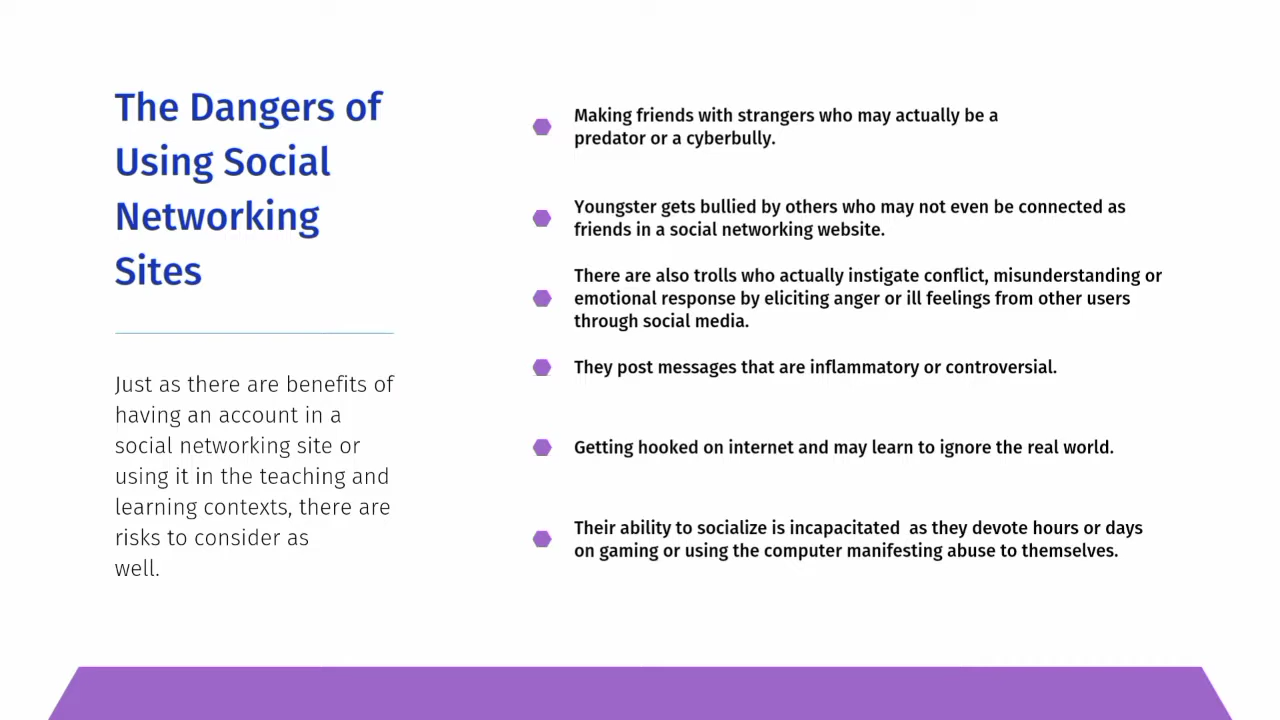 The Dangers of
Using Social
Networking
Sites
Just as there are benefits of
having an account in a
social networking site or
using it in the teaching and
learning contexts, there are
risks to consider as
well.
Making friends with strangers who may actually be a
predator or a cyberbully.
Youngster gets bullied by others who may not even be connected as
friends in a social networking website.
There are also trolls who actually instigate conflict, misunderstanding or
emotional response by eliciting anger or ill feelings from other users
through social media.
They post messages that are inflammatory or controversial.
Getting hooked on internet and may learn to ignore the real world.
Their ability to socialize is incapacitated  as they devote hours or days
on gaming or using the computer manifesting abuse to themselves.